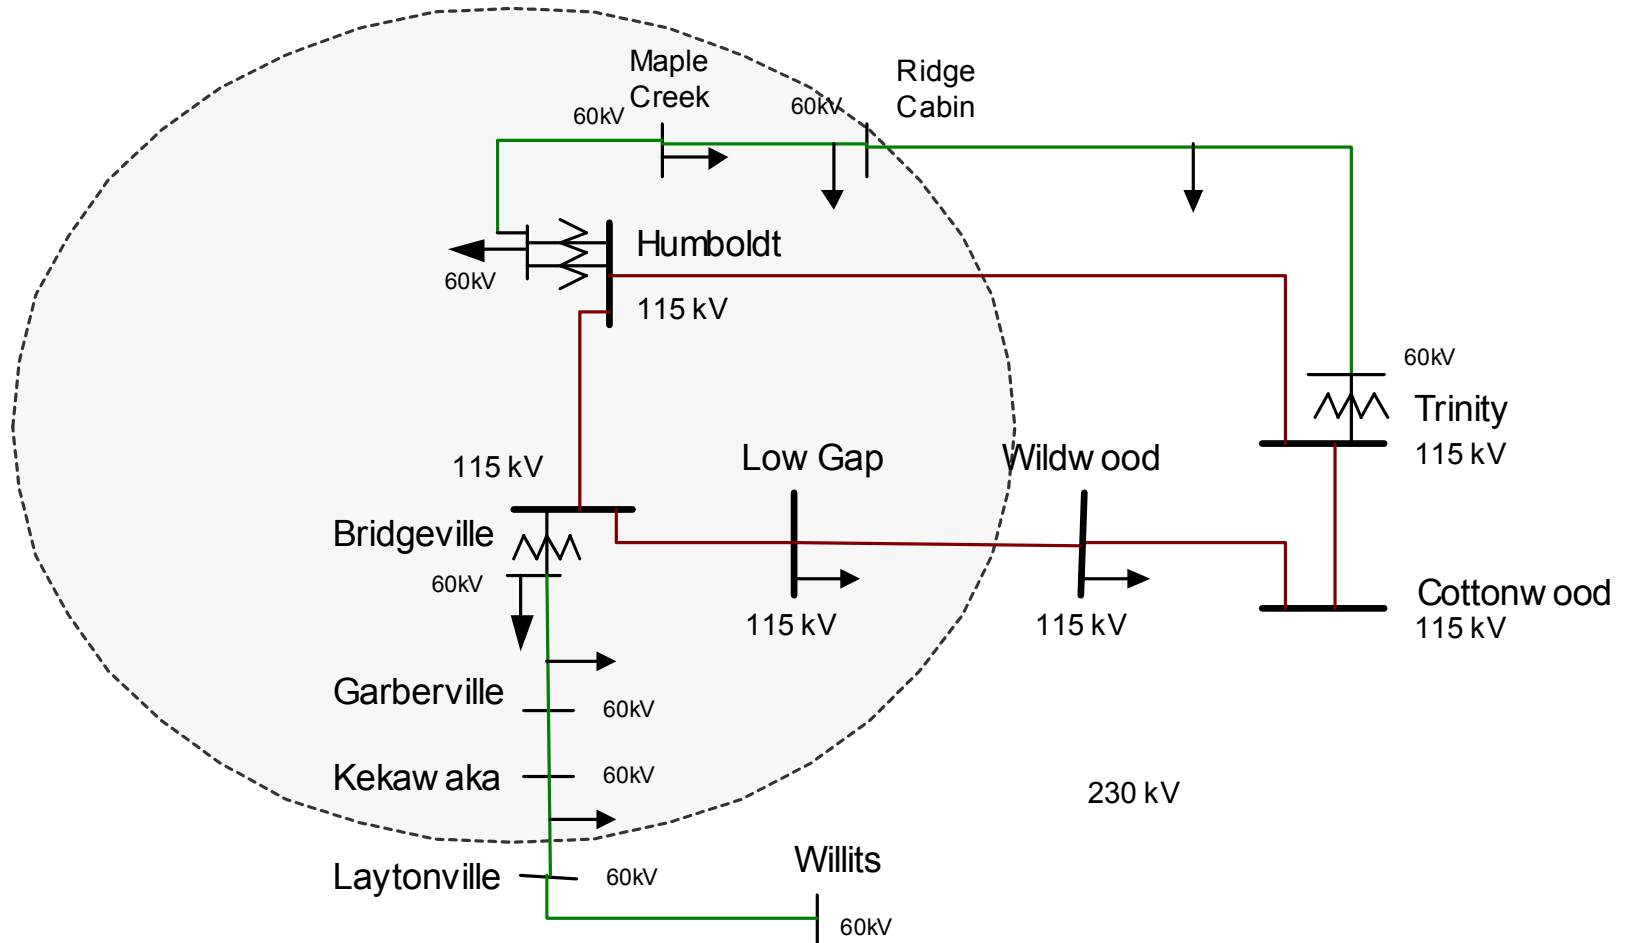 Maple
Creek
60kV
60kV
Ridge
Cabin
Humboldt
60kV
115 kV
60kV
Trinity
115 kV
115 kV
Low Gap
Wildw ood
Bridgeville
60kV
115 kV
115 kV
Cottonw ood
115 kV
Garberville
60kV
Kekaw aka
60kV
230 kV
Laytonville
60kV
Willits
60kV